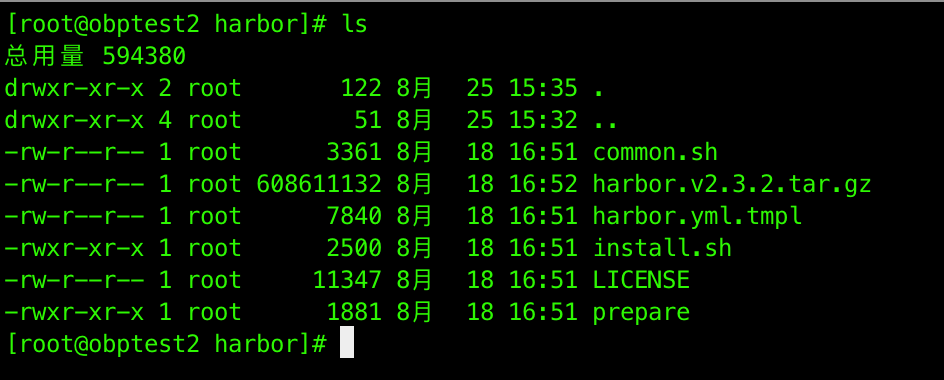 [root@obptest2 harbor]# ls
总用量 594380
drwxr-xr-x 2 root       122 8月  25 15:35 .
drwxr-xr-x 4 root        51 8月  25 15:32 ..
-rw-r--r-- 1 root      3361 8月  18 16:51 common.sh
-rw-r--r-- 1 root 608611132 8月  18 16:52 harbor.v2.3.2.tar.gz
-rw-r--r-- 1 root      7840 8月  18 16:51 harbor.yml.tmpl
-rwxr-xr-x 1 root      2500 8月  18 16:51 install.sh
-rw-r--r-- 1 root     11347 8月  18 16:51 LICENSE
-rwxr-xr-x 1 root      1881 8月  18 16:51 prepare
[root@obptest2 harbor]#